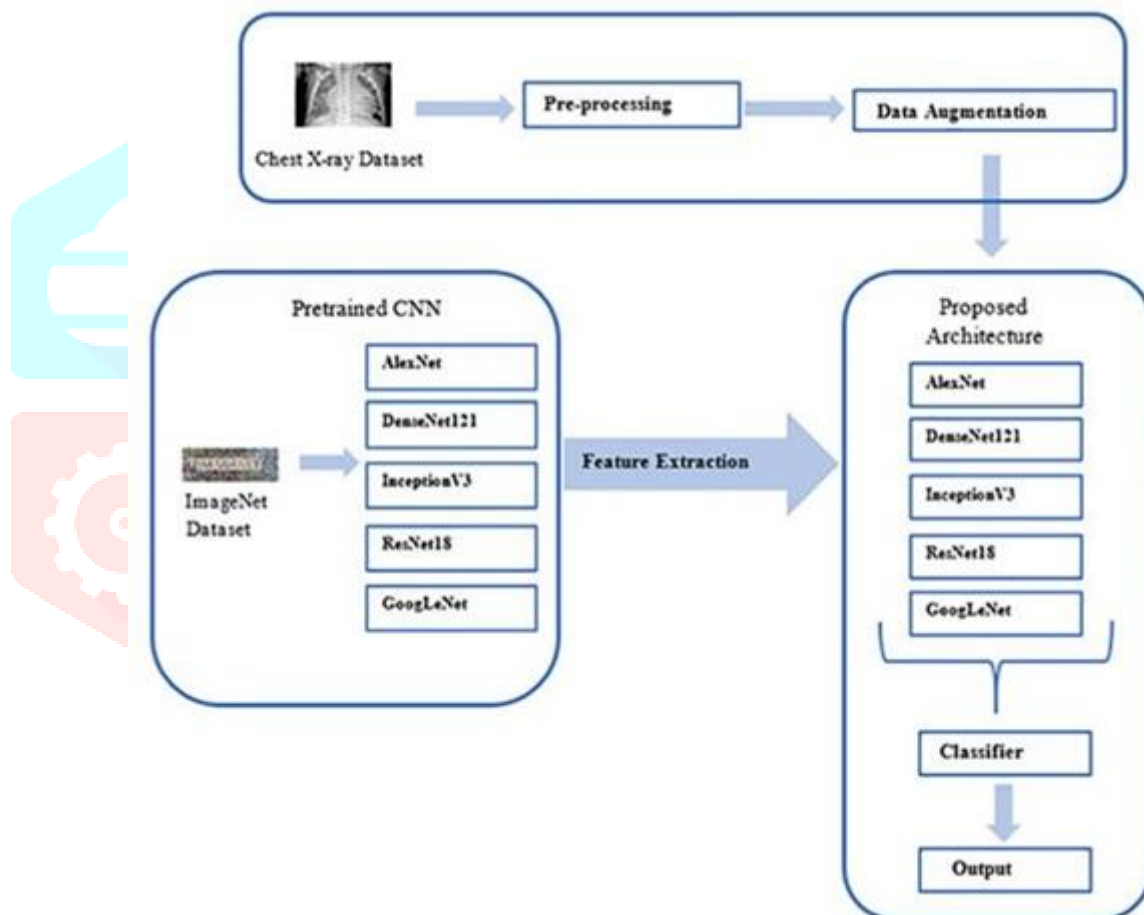 Pre-processing
Data Augmentation
Chest X-ray Dataset
Pretrained CNN
AlexNet
DenseNet121
InceptionV3
ResNet18
GoogLeNet
ImageNet
Dataset
Feature Extraction
Proposed
Architecture
AlexNet
DenseNet121
InceptionV3
ResNet18
GoogLeNet
Classifier
Output